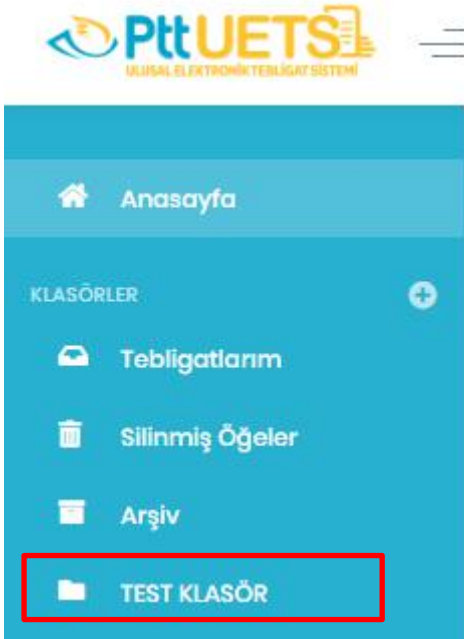 PttUETS
ULUSAL ELEKTRONİK TEBLİGAT SİSTEMİ
Anasayfa
KLASÖRLER
Tebligatlarım
Silinmiş Öğeler
Arşiv
TEST KLASÖR